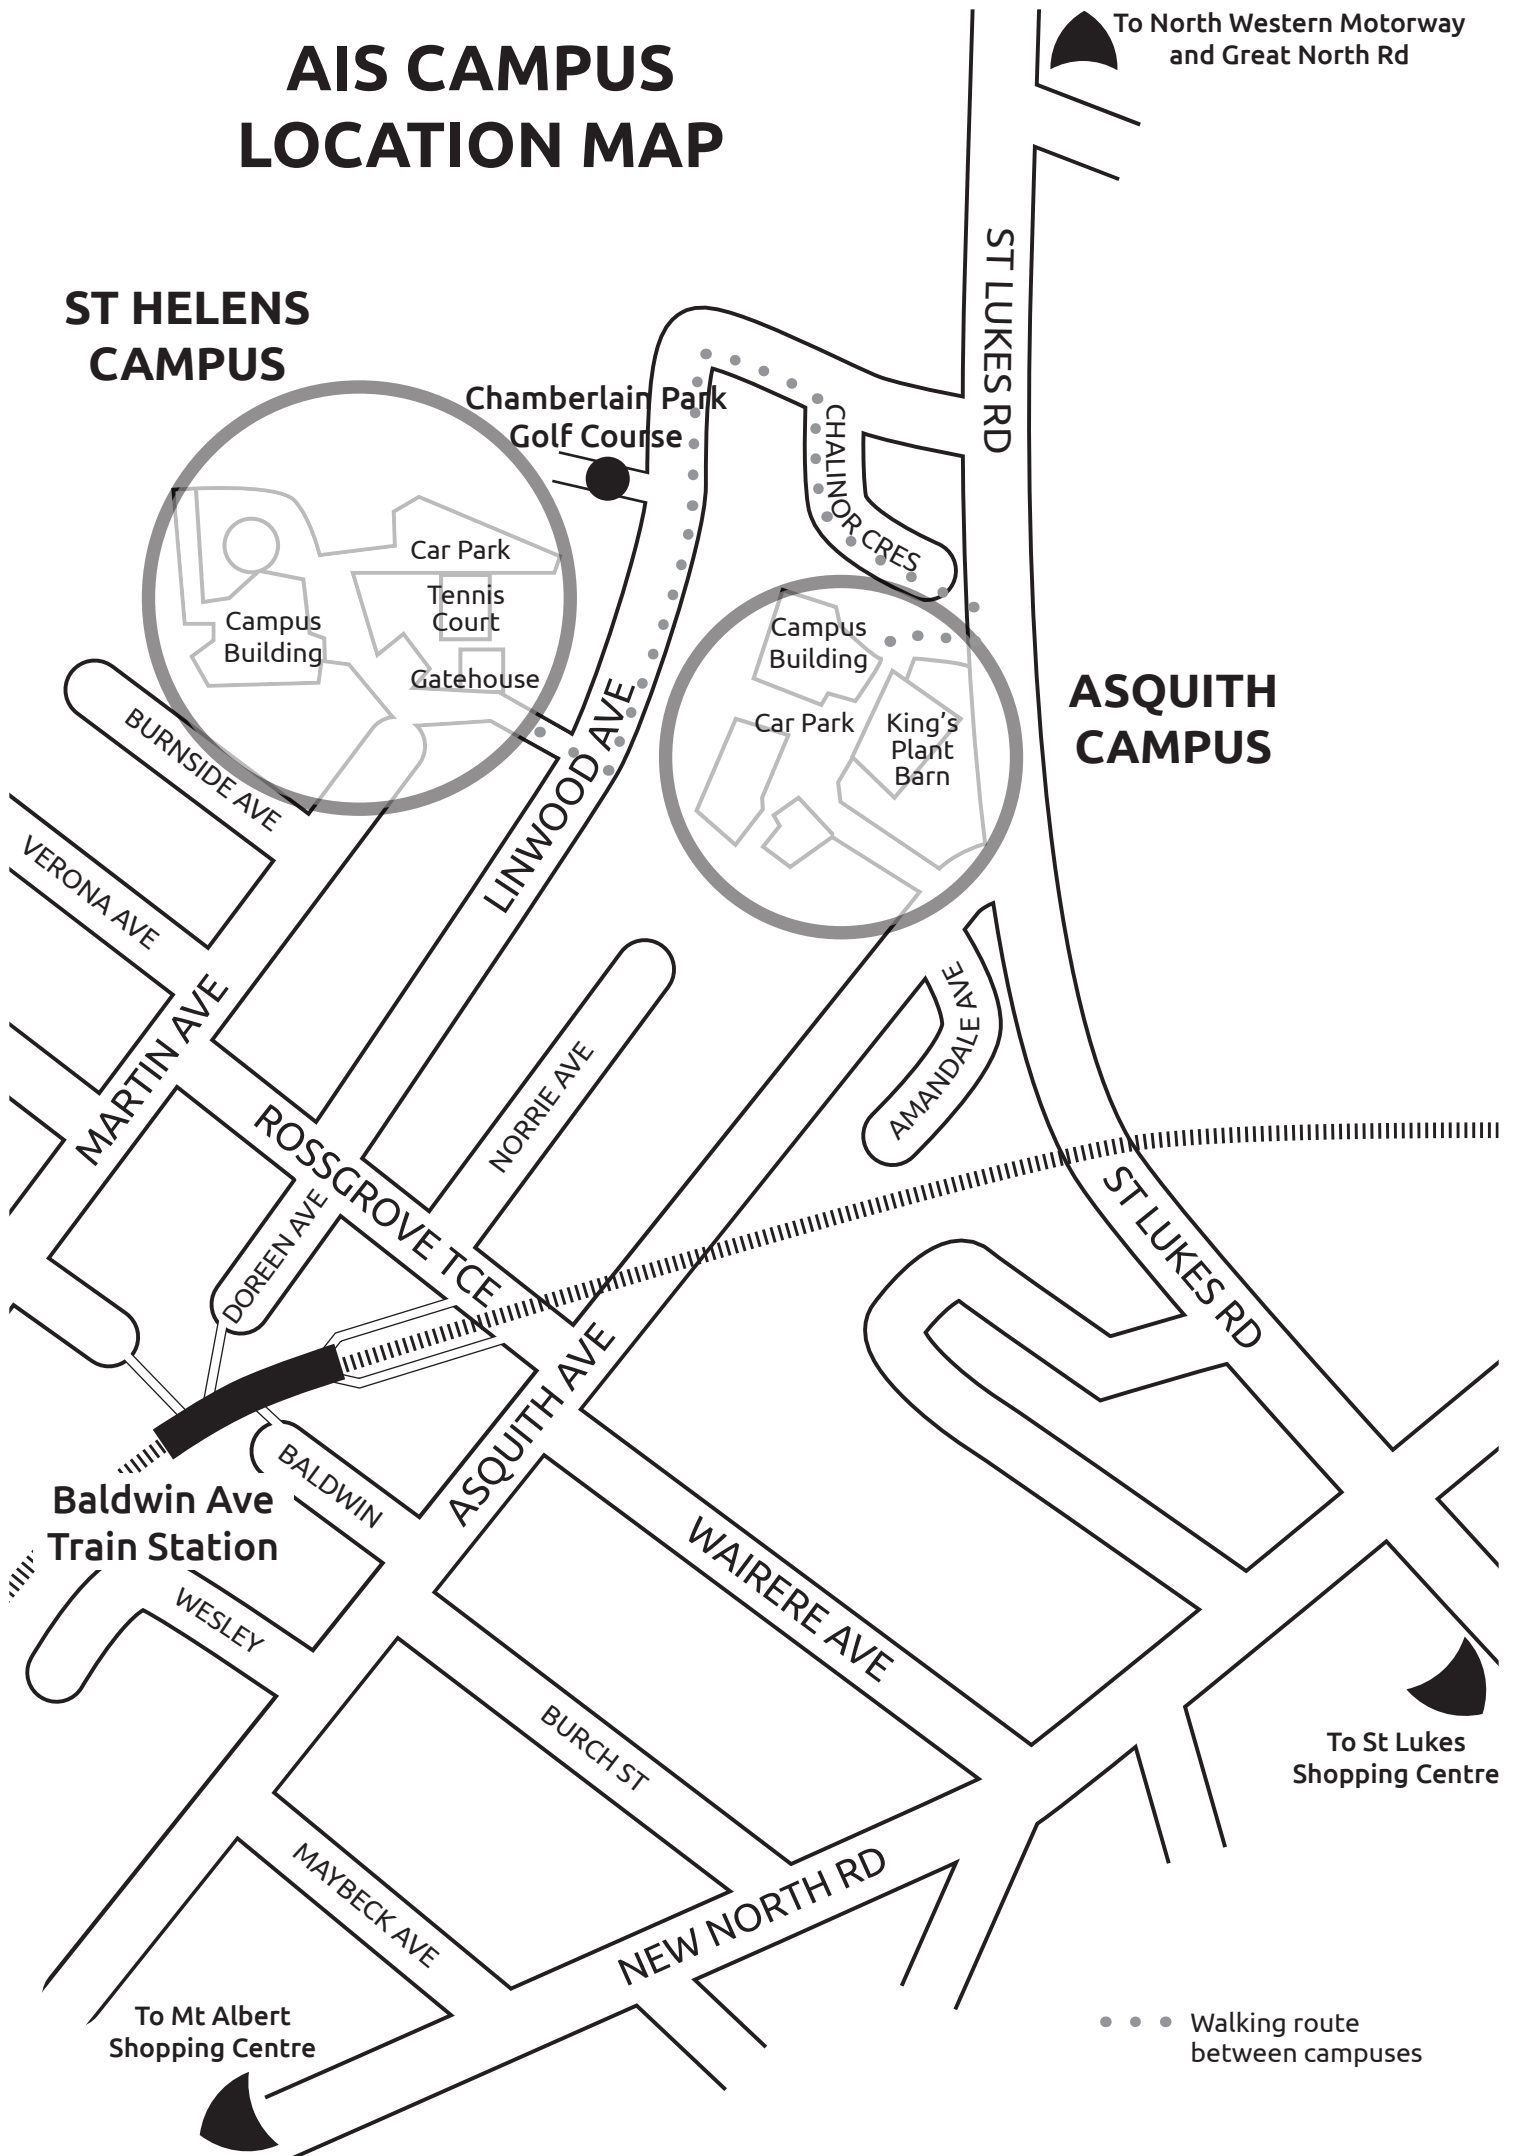 AIS CAMPUS
LOCATION MAP
To North Western Motorway
and Great North Rd
ST LUKES RD
ST HELENS
CAMPUS
Chamberlain Park
Golf Course
CHALINOR CRES
Car Park
Tennis
Court
Campus
Building
Gatehouse
Campus
Building
Car Park
King's
Plant
Barn
ASQUITH
CAMPUS
BURNSIDE AVE
LINWOOD AVE
VERONA AVE
MARTIN AVE
NORRIE AVE
AMANDALE AVE
ROSSGROVE TCE
DOREEN AVE
ST LUKES RD
ASQUITH AVE
BALDWIN
Baldwin Ave
Train Station
WESLEY
WAIRERE AVE
BURCH ST
To St Lukes
Shopping Centre
MAYBECK AVE
NEW NORTH RD
To Mt Albert
Shopping Centre
Walking route
between campuses